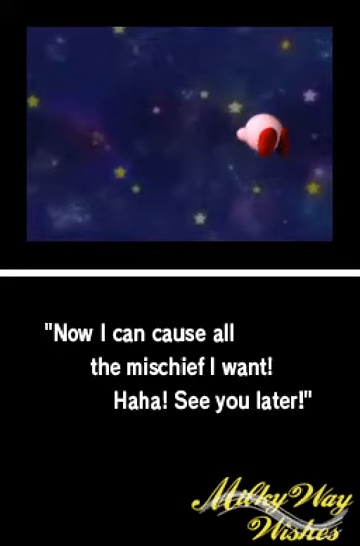 "Now I can cause all
the mischief I want!
Haha! See you later!"
Milky Way
Wishes